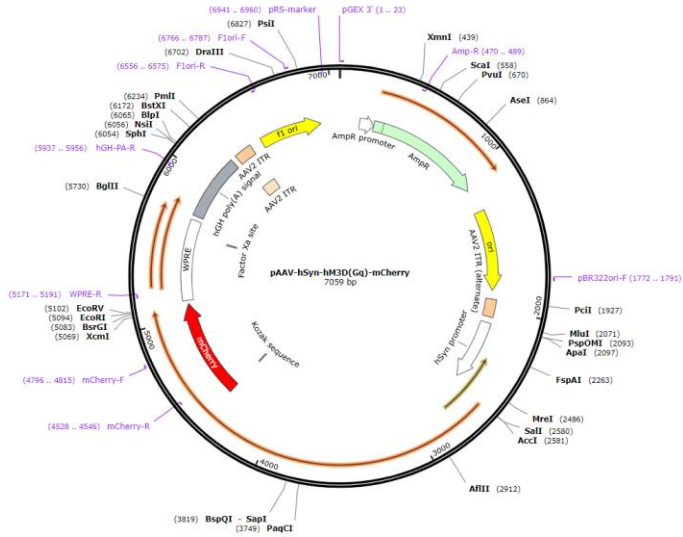 (6941 .. 6960) pRS-marker
pGEX 3' (1 .. 23)
(6827) PsiI
(6766 .. 6787) F1ori-F
(6702) DraIII
(6556 .. 6575) F1ori-R
XmnI (439)
Amp-R (470 .. 489)
ScaI (558)
PvuI (670)
AseI (864)
(6234) PmlI
(6172) BstXI
(6065) BlpI
(6056) NsiI
(6054) SphI
(5937 .. 5956) hGH-PA-R
(5730) BglII
7000
1000
6000
f1 ori
AmpR promoter
AmpR
AAV2 ITR
AAV2 ITR
hGH poly(A) signal
Factor Xa site
WPRE
ori
AAV2 ITR (alternate)
hSyn promoter
pAAV-hSyn-hM3D(Gq)-mCherry
7059 bp
pBR322ori-F (1772 .. 1791)
(5171 .. 5191) WPRE-R
(5102) EcoRV
(5094) EcoRI
(5083) BsrGI
(5069) XcmI
PciI (1927)
2000
MluI (2071)
PspOMI (2093)
ApaI (2097)
5000
mCherry
Kozak sequence
FspAI (2263)
(4796 .. 4815) mCherry-F
(4528 .. 4546) mCherry-R
MreI (2486)
SalI (2580)
AccI (2581)
4000
3000
AflII (2912)
(3819) BspQI - SapI
(3749) PaqCI